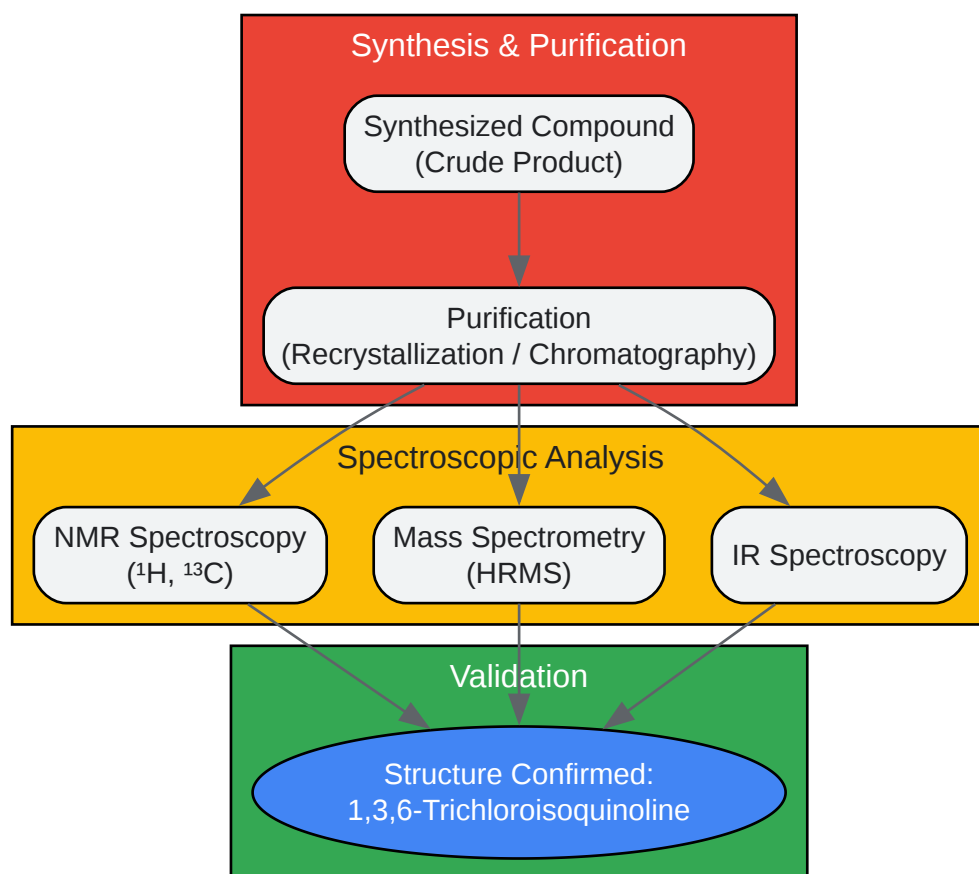 Synthesis & Purification
Synthesized Compound
(Crude Product)
Purification
(Recrystallization / Chromatography)
Spectroscopic Analysis
NMR Spectroscopy
(¹H, ¹³C)
Mass Spectrometry
(HRMS)
IR Spectroscopy
Validation
Structure Confirmed:
1,3,6-Trichloroisoquinoline